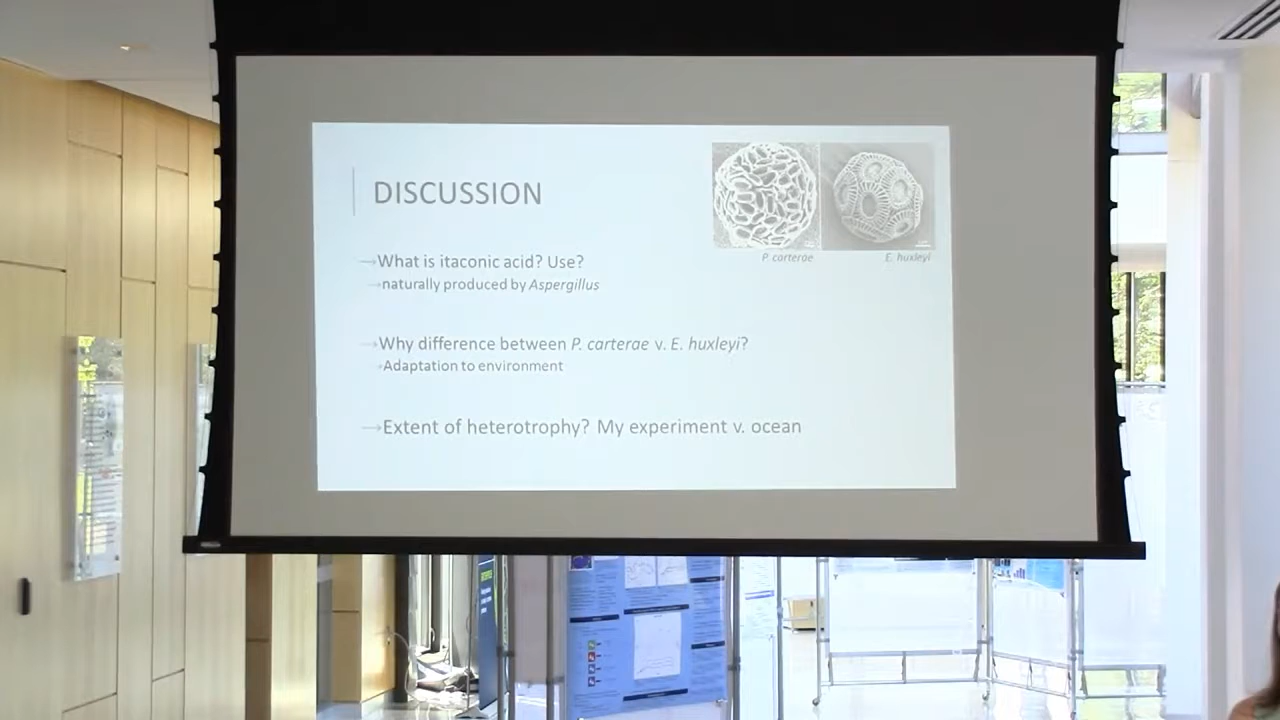 DISCUSSION
P. carterae
E. huxleyi
→What is itaconic acid? Use?
→naturally produced by Aspergillus
→Why difference between P. carterae v. E. huxleyi?
→Adaptation to environment
→Extent of heterotrophy? My experiment v. ocean